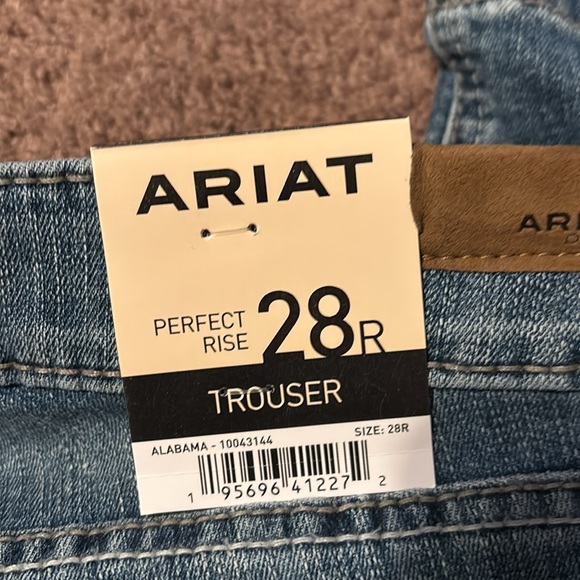 ARIAT
PERFECT
RISE
28R
TROUSER
ALABAMA - 10043144
SIZE: 28R
1 95696 41227 2